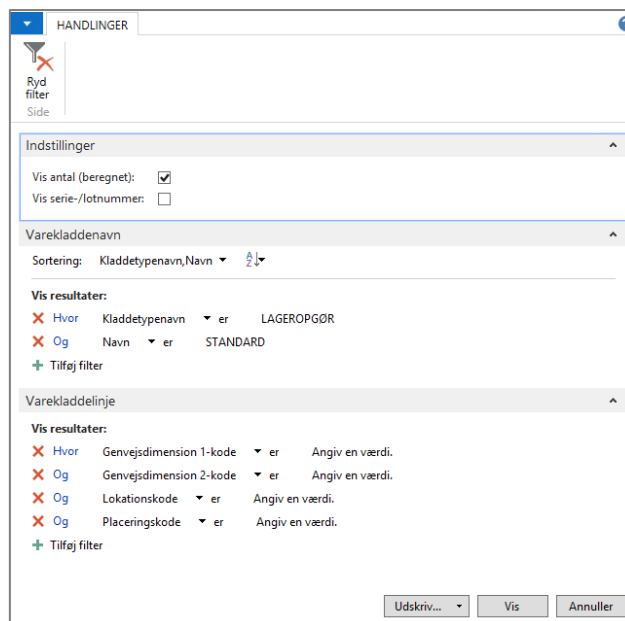 HANDLINGER
Ryd
filter
Side
Indstillinger
Vis antal (beregnet):
Vis serie-/lotnummer:
Varekladdenavn
Sortering: Kladdetypenavn,Navn
Vis resultater:
Hvor Kladdetypenavn er LAGEROPGØR
Og Navn er STANDARD
Tilføj filter
Varekladdelinje
Vis resultater:
Hvor Genvejsdimension 1-kode er Angiv en værdi.
Og Genvejsdimension 2-kode er Angiv en værdi.
Og Lokationskode er Angiv en værdi.
Og Placeringskode er Angiv en værdi.
Tilføj filter
Udskriv... Vis Annuller